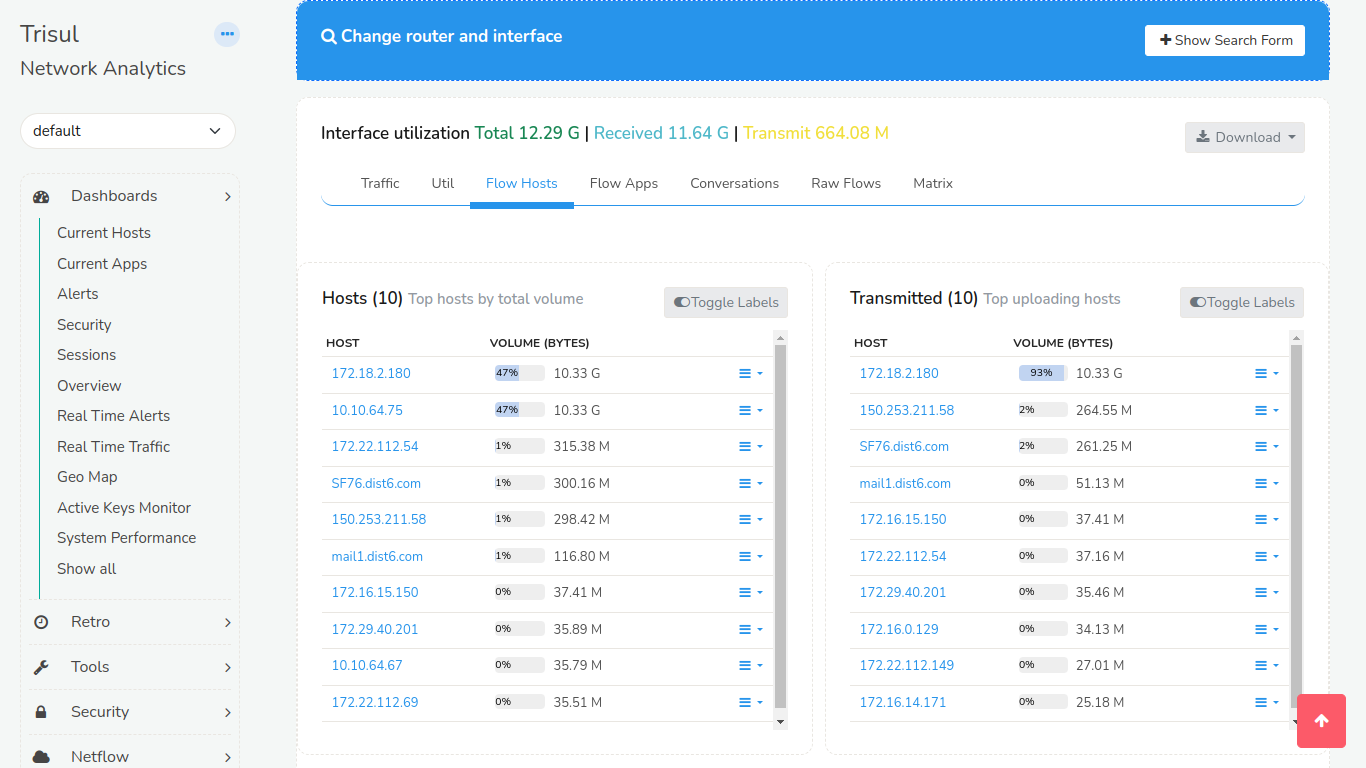 Trisul
Network Analytics
default
Dashboards
Current Hosts
Current Apps
Alerts
Security
Sessions
Overview
Real Time Alerts
Real Time Traffic
Geo Map
Active Keys Monitor
System Performance
Show all
Retro
Tools
Security
Netflow
Change router and interface
Show Search Form
Interface utilization Total 12.29 G | Received 11.64 G | Transmit 664.08 M
Download
Traffic Util Flow Hosts Flow Apps Conversations Raw Flows Matrix
Hosts (10) Top hosts by total volume
Toggle Labels
HOST VOLUME (BYTES)
172.18.2.180 47% 10.33 G
10.10.64.75 47% 10.33 G
172.22.112.54 1% 315.38 M
SF76.dist6.com 1% 300.16 M
150.253.211.58 1% 298.42 M
mail1.dist6.com 1% 116.80 M
172.16.15.150 0% 37.41 M
172.29.40.201 0% 35.89 M
10.10.64.67 0% 35.79 M
172.22.112.69 0% 35.51 M
Transmitted (10) Top uploading hosts
Toggle Labels
HOST VOLUME (BYTES)
172.18.2.180 93% 10.33 G
150.253.211.58 2% 264.55 M
SF76.dist6.com 2% 261.25 M
mail1.dist6.com 0% 51.13 M
172.16.15.150 0% 37.41 M
172.22.112.54 0% 37.16 M
172.29.40.201 0% 35.46 M
172.16.0.129 0% 34.13 M
172.22.112.149 0% 27.01 M
172.16.14.171 0% 25.18 M